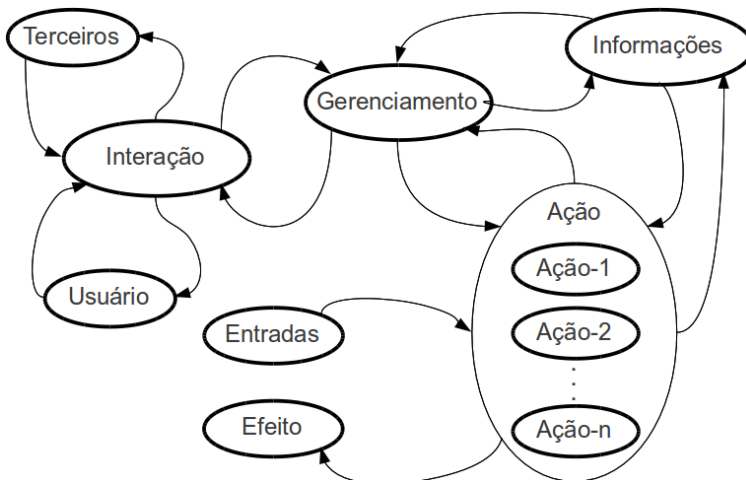 Terceiros
Informações
Gerenciamento
Interação
Ação
Ação-1
Usuário
Entradas
Ação-2
Efeito
Ação-n